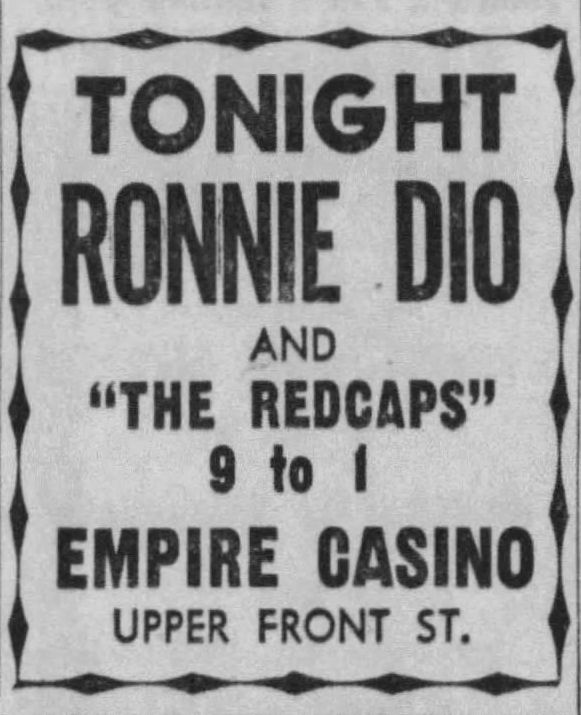 TONIGHT
RONNIE DIO
AND
"THE REDCAPS"
9 to 1
EMPIRE CASINO
UPPER FRONT ST.